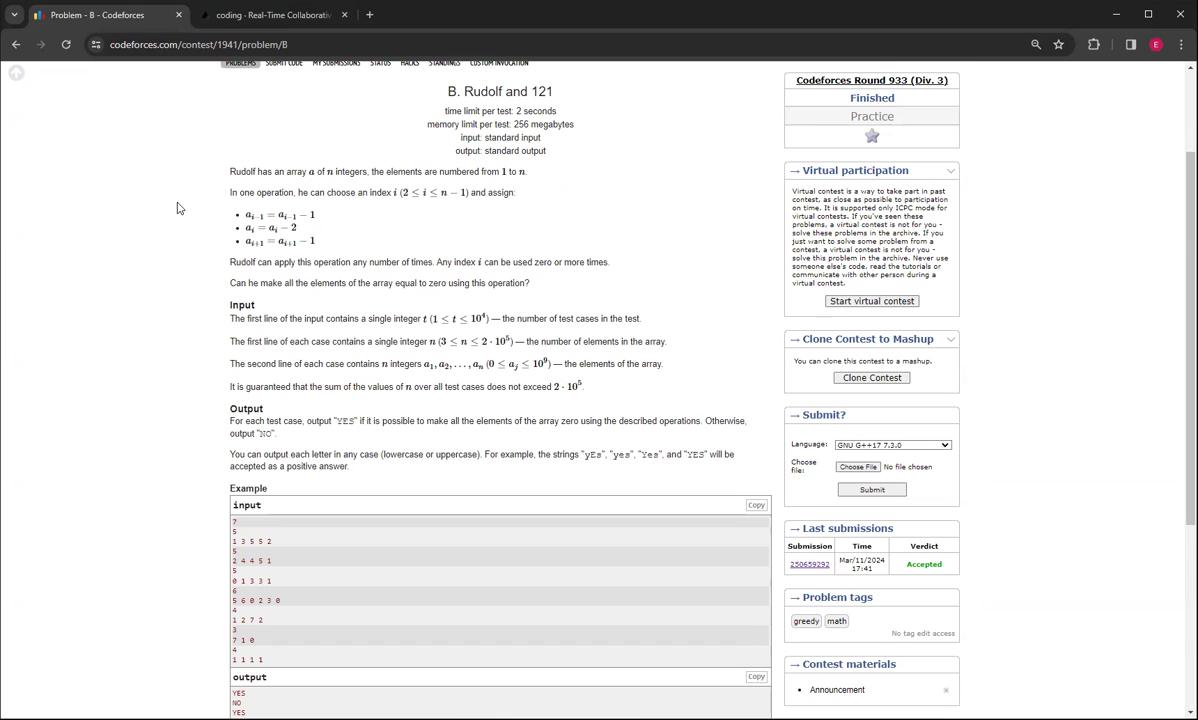 Problem - B - Codeforces
coding - Real-Time Collaborativ
codeforces.com/contest/1941/problem/B
E
PROBLEMS SUBMIT CODE MY SUBMISSIONS STATUS HACKS STANDINGS CUSTOM INVOCATION
B. Rudolf and 121
time limit per test: 2 seconds
memory limit per test: 256 megabytes
input: standard input
output: standard output
Rudolf has an array a of n integers, the elements are numbered from 1 to n.
In one operation, he can choose an index i (2 ≤ i ≤ n − 1) and assign:
• a_{i−1} = a_{i−1} − 1
• a_i = a_i − 2
• a_{i+1} = a_{i+1} − 1
Rudolf can apply this operation any number of times. Any index i can be used zero or more times.
Can he make all the elements of the array equal to zero using this operation?
Input
The first line of the input contains a single integer t (1 ≤ t ≤ 10^4) — the number of test cases in the test.
The first line of each case contains a single integer n (3 ≤ n ≤ 2 · 10^5) — the number of elements in the array.
The second line of each case contains n integers a_1, a_2, . . . , a_n (0 ≤ a_j ≤ 10^9) — the elements of the array.
It is guaranteed that the sum of the values of n over all test cases does not exceed 2 · 10^5.
Output
For each test case, output "YES" if it is possible to make all the elements of the array zero using the described operations. Otherwise,
output "NO".
You can output each letter in any case (lowercase or uppercase). For example, the strings "yEs", "yes", "Yes", and "YES" will be
accepted as a positive answer.
Example
input
Copy
7
5
1 3 5 5 2
5
2 4 4 5 1
5
0 1 3 3 1
6
5 6 0 2 3 0
4
1 2 7 2
3
7 1 0
4
1 1 1 1
output
Copy
YES
NO
YES
Codeforces Round 933 (Div. 3)
Finished
Practice
→ Virtual participation
Virtual contest is a way to take part in past
contest, as close as possible to participation
on time. It is supported only ICPC mode for
virtual contests. If you've seen these
problems, a virtual contest is not for you -
solve these problems in the archive. If you
just want to solve some problem from a
contest, a virtual contest is not for you -
solve this problem in the archive. Never use
someone else's code, read the tutorials or
communicate with other person during a
virtual contest.
Start virtual contest
→ Clone Contest to Mashup
You can clone this contest to a mashup.
Clone Contest
→ Submit?
Language: GNU G++17 7.3.0
Choose
file:
Choose File No file chosen
Submit
→ Last submissions
Submission Time Verdict
250659292 Mar/11/2024
17:41
Accepted
→ Problem tags
greedy math
No tag edit access
→ Contest materials
• Announcement